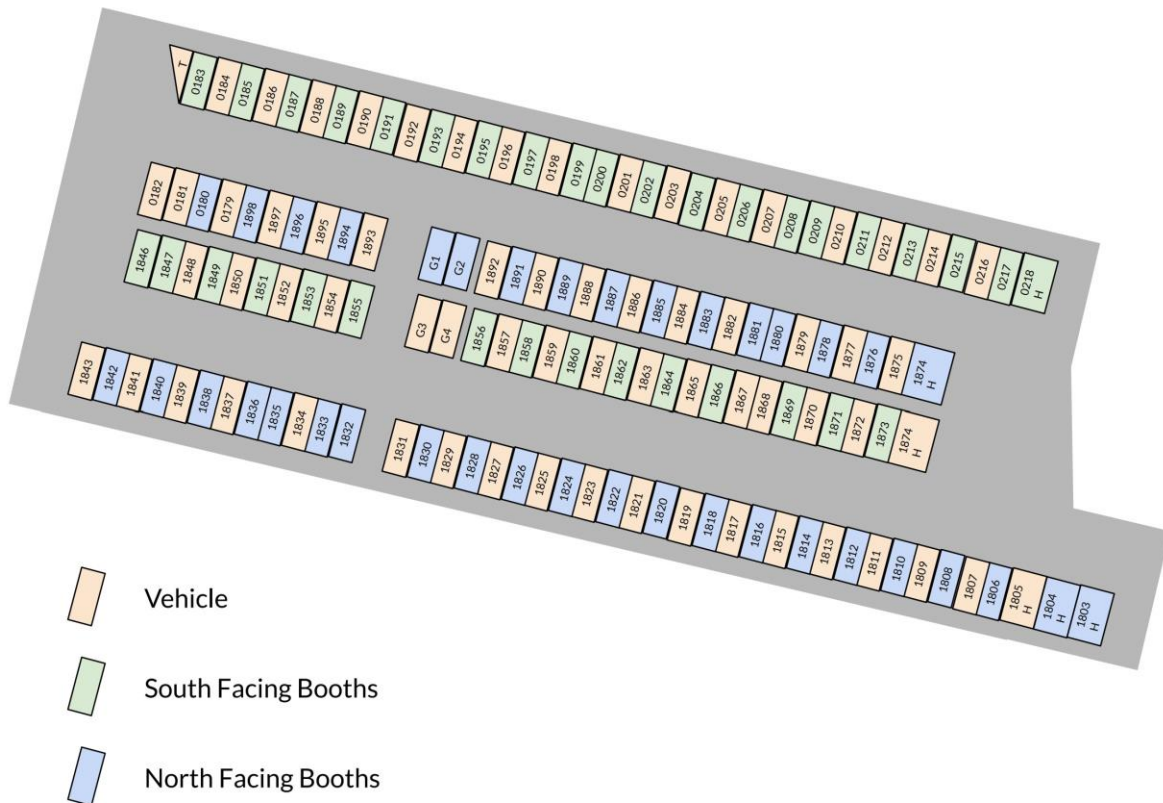 T 0183 0184 0185 0186 0187 0188 0189 0190 0191 0192 0193 0194 0195 0196 0197 0198 0199 0200 0201 0202 0203 0204 0205 0206 0207 0208 0209 0210 0211 0212 0213 0214 0215 0216 0217 0218 H
0182 0181 0180 0179 1898 1897 1896 1895 1894 1893
G1 G2 1892 1891 1890 1889 1888 1887 1886 1885 1884 1883 1882 1881 1880 1879 1878 1877 1876 1875 1874 H
1846 1847 1848 1849 1850 1851 1852 1853 1854 1855
G3 G4 1856 1857 1858 1859 1860 1861 1862 1863 1864 1865 1866 1867 1868 1869 1870 1871 1872 1873 1874 H
1843 1842 1841 1840 1839 1838 1837 1836 1835 1834 1833 1832
1831 1830 1829 1828 1827 1826 1825 1824 1823 1822 1821 1820 1819 1818 1817 1816 1815 1814 1813 1812 1811 1810 1809 1808 1807 1806 1805 H 1804 H 1803 H
Vehicle
South Facing Booths
North Facing Booths